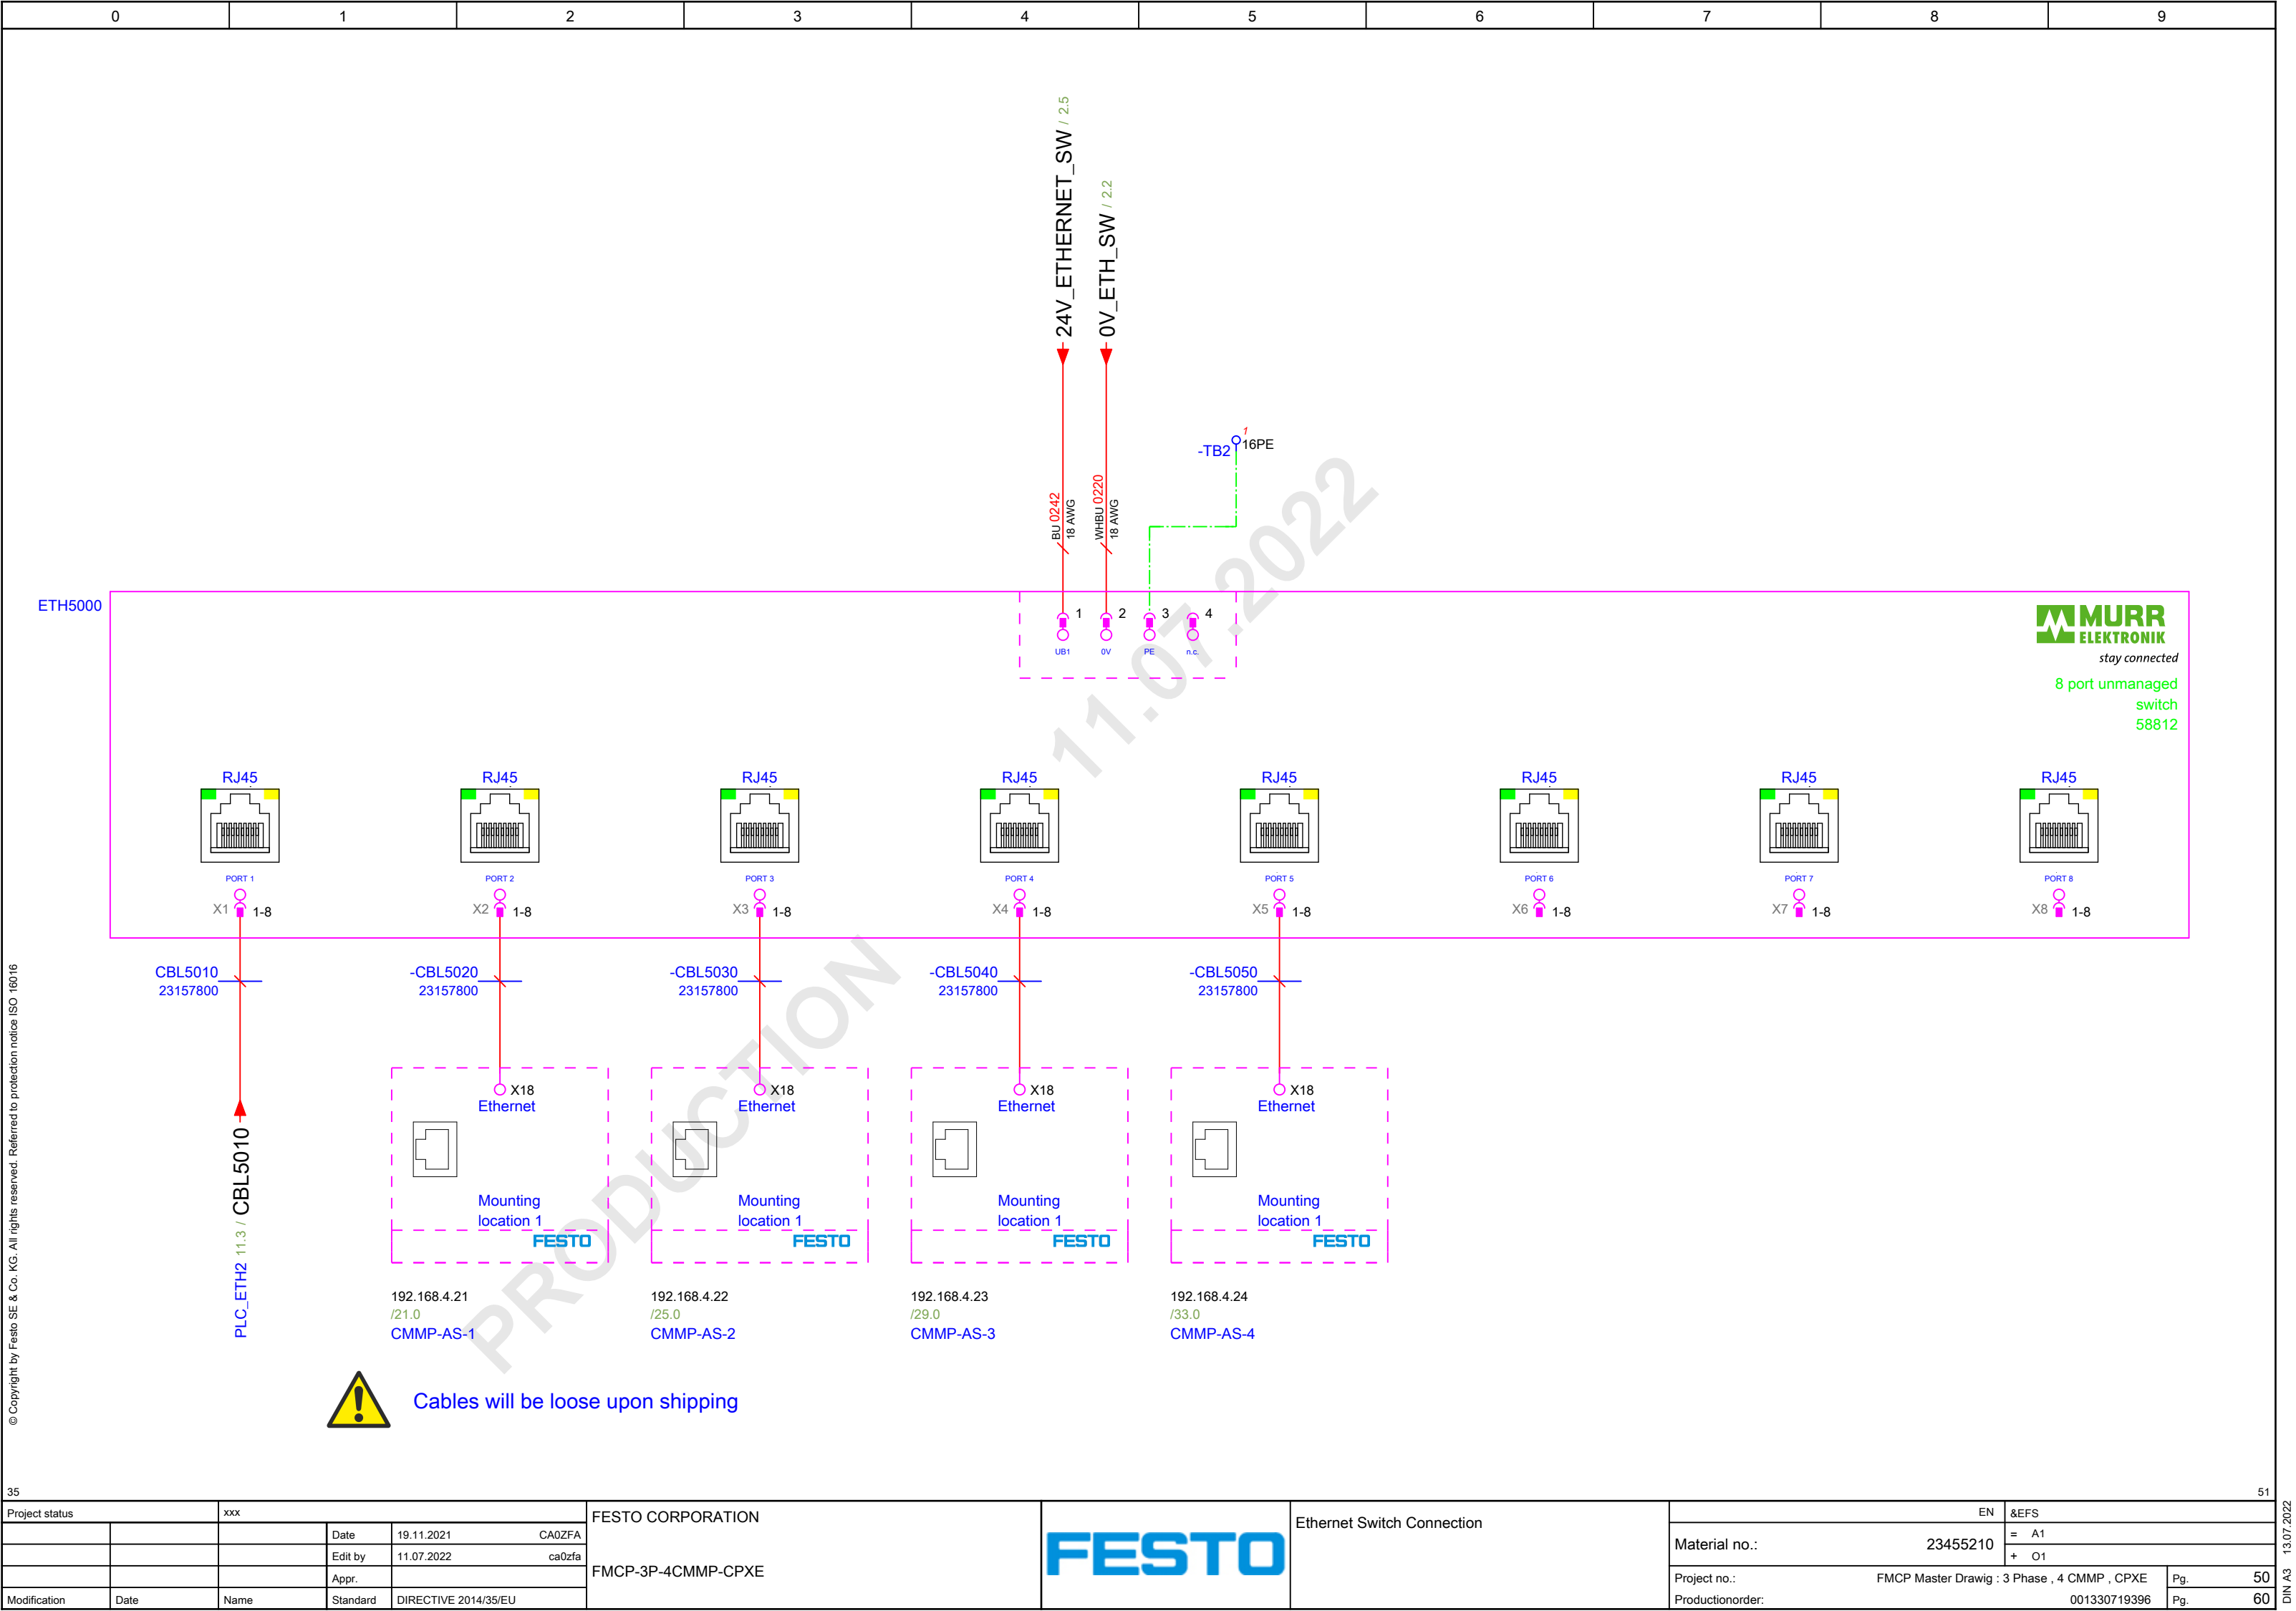 0 1 2 3 4 5 6 7 8 9
24V_ETHERNET_SW / 2.5
0V_ETH_SW / 2.2
BU 0242
18 AWG
WHBU 0220
18 AWG
1
-TB2 16PE
ETH5000
1 2 3 4
UB1 0V PE n.c.
MURR
ELEKTRONIK
stay connected
8 port unmanaged
switch
58812
RJ45 RJ45 RJ45 RJ45 RJ45 RJ45 RJ45 RJ45
PORT 1 PORT 2 PORT 3 PORT 4 PORT 5 PORT 6 PORT 7 PORT 8
X1 1-8 X2 1-8 X3 1-8 X4 1-8 X5 1-8 X6 1-8 X7 1-8 X8 1-8
CBL5010 -CBL5020 -CBL5030 -CBL5040 -CBL5050
23157800 23157800 23157800 23157800 23157800
PLC_ETH2 11.3 / CBL5010
X18 X18 X18 X18
Ethernet Ethernet Ethernet Ethernet
Mounting Mounting Mounting Mounting
location 1 location 1 location 1 location 1
FESTO FESTO FESTO FESTO
192.168.4.21 192.168.4.22 192.168.4.23 192.168.4.24
/21.0 /25.0 /29.0 /33.0
CMMP-AS-1 CMMP-AS-2 CMMP-AS-3 CMMP-AS-4
Cables will be loose upon shipping
PRODUCTION 11.07.2022
© Copyright by Festo SE & Co. KG. All rights reserved. Referred to protection notice ISO 16016
35 51
Project status xxx
Date 19.11.2021 CA0ZFA
Edit by 11.07.2022 ca0zfa
Appr.
Modification Date Name Standard DIRECTIVE 2014/35/EU
FESTO CORPORATION
FMCP-3P-4CMMP-CPXE
FESTO
Ethernet Switch Connection
EN &EFS
Material no.: 23455210
= A1
+ O1
Project no.: FMCP Master Drawig : 3 Phase , 4 CMMP , CPXE Pg. 50
Productionorder: 001330719396 Pg. 60
DIN A3 13.07.2022